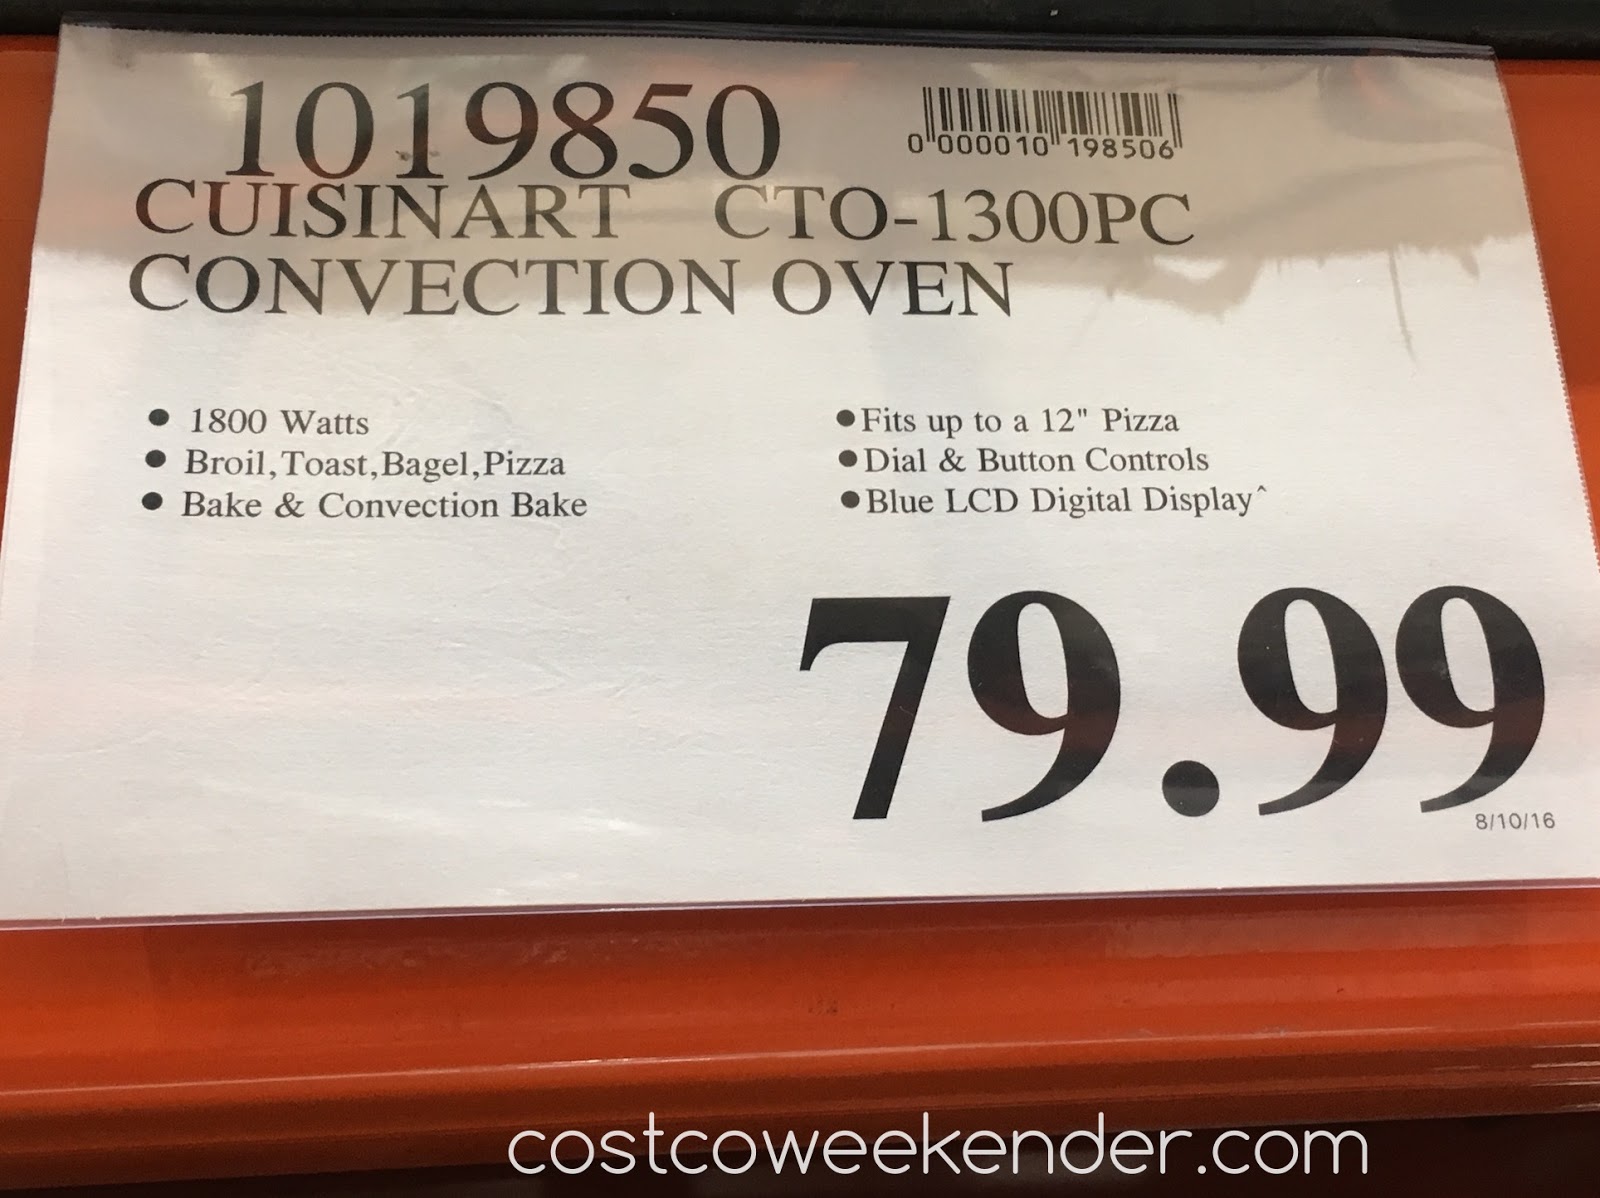 1019850
0 000010 198506
CUISINART CTO-1300PC
CONVECTION OVEN
● 1800 Watts
● Broil,Toast,Bagel,Pizza
● Bake & Convection Bake
●Fits up to a 12" Pizza
●Dial & Button Controls
●Blue LCD Digital Display^
79.99
8/10/16
costcoweekender.com